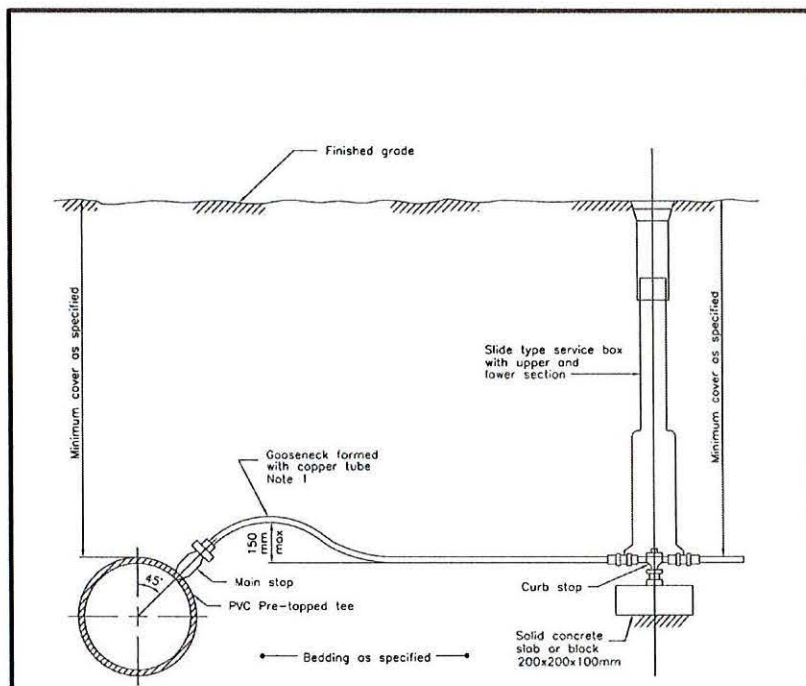 Finished grade
Minimum cover as specified
Slide type service box
with upper and
lower section
Minimum cover as specified
Gooseneck formed
with copper tube
Note 1
150
mm
max
45°
Main stop
PVC Pre-tapped tee
Curb stop
Bedding as specified
Solid concrete
slab or block
200x200x100mm